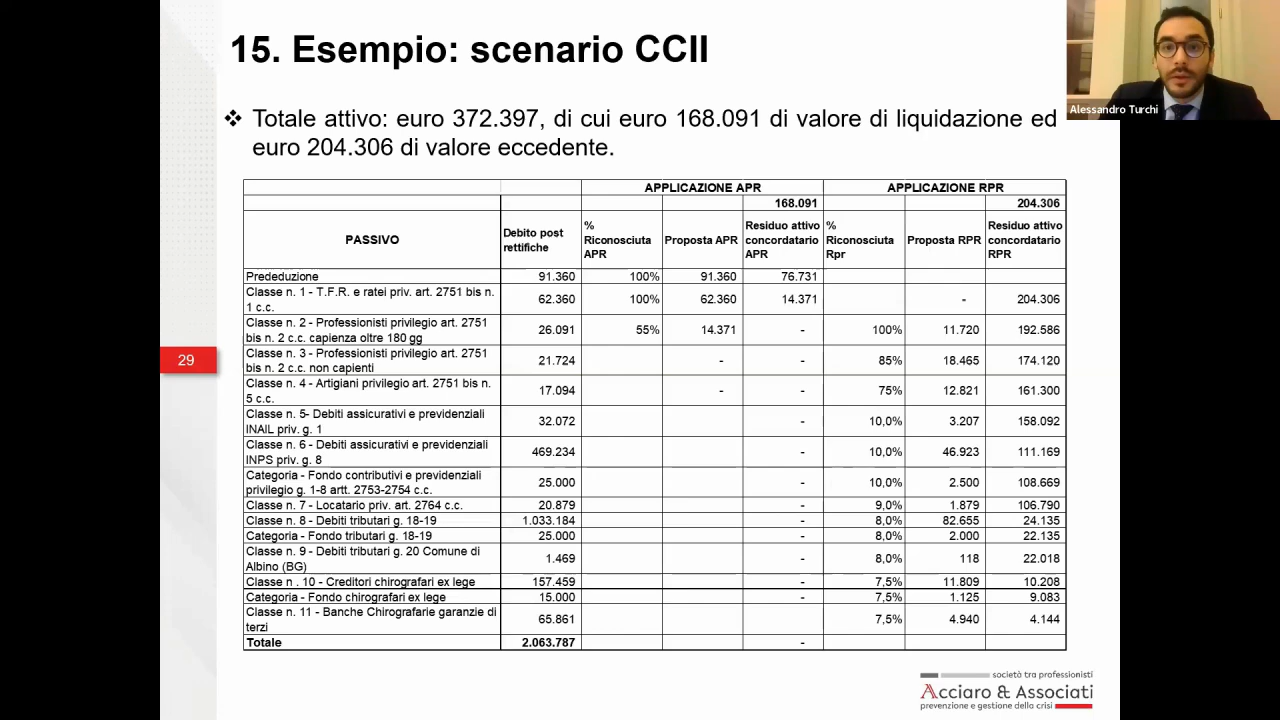 15. Esempio: scenario CCII
Alessandro Turchi
❖ Totale attivo: euro 372.397, di cui euro 168.091 di valore di liquidazione ed
euro 204.306 di valore eccedente.
APPLICAZIONE APR APPLICAZIONE RPR
168.091 204.306
PASSIVO Debito post rettifiche % Riconosciuta APR Proposta APR Residuo attivo concordatario APR % Riconosciuta Rpr Proposta RPR Residuo attivo concordatario RPR
Prededuzione 91.360 100% 91.360 76.731
Classe n. 1 - T.F.R. e ratei priv. art. 2751 bis n.
1 c.c. 62.360 100% 62.360 14.371 - 204.306
Classe n. 2 - Professionisti privilegio art. 2751
bis n. 2 c.c. capienza oltre 180 gg 26.091 55% 14.371 - 100% 11.720 192.586
29
Classe n. 3 - Professionisti privilegio art. 2751
bis n. 2 c.c. non capienti 21.724 - - 85% 18.465 174.120
Classe n. 4 - Artigiani privilegio art. 2751 bis n.
5 c.c. 17.094 - - 75% 12.821 161.300
Classe n. 5- Debiti assicurativi e previdenziali
INAIL priv. g. 1 32.072 - 10,0% 3.207 158.092
Classe n. 6 - Debiti assicurativi e previdenziali
INPS priv. g. 8 469.234 - 10,0% 46.923 111.169
Categoria - Fondo contributivi e previdenziali
privilegio g. 1-8 artt. 2753-2754 c.c. 25.000 - 10,0% 2.500 108.669
Classe n. 7 - Locatario priv. art. 2764 c.c. 20.879 - 9,0% 1.879 106.790
Classe n. 8 - Debiti tributari g. 18-19 1.033.184 - 8,0% 82.655 24.135
Categoria - Fondo tributari g. 18-19 25.000 - 8,0% 2.000 22.135
Classe n. 9 - Debiti tributari g. 20 Comune di
Albino (BG) 1.469 - 8,0% 118 22.018
Classe n . 10 - Creditori chirografari ex lege 157.459 - 7,5% 11.809 10.208
Categoria - Fondo chirografari ex lege 15.000 - 7,5% 1.125 9.083
Classe n. 11 - Banche Chirografarie garanzie di
terzi 65.861 7,5% 4.940 4.144
Totale 2.063.787 -
società tra professionisti
Acciaro & Associati
prevenzione e gestione della crisi